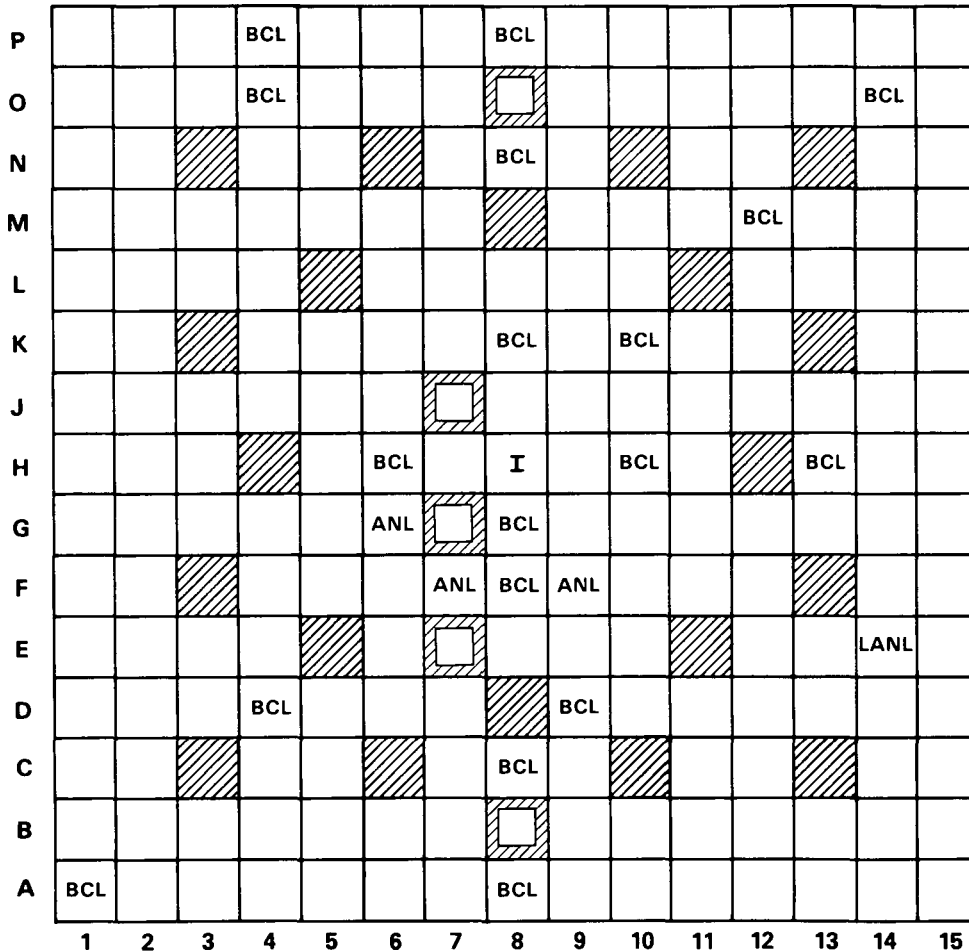 P BCL BCL
O BCL BCL
N BCL
M BCL
L
K BCL BCL
J
H BCL I BCL BCL
G ANL BCL
F ANL BCL ANL
E LANL
D BCL BCL
C BCL
B
A BCL BCL
1 2 3 4 5 6 7 8 9 10 11 12 13 14 15